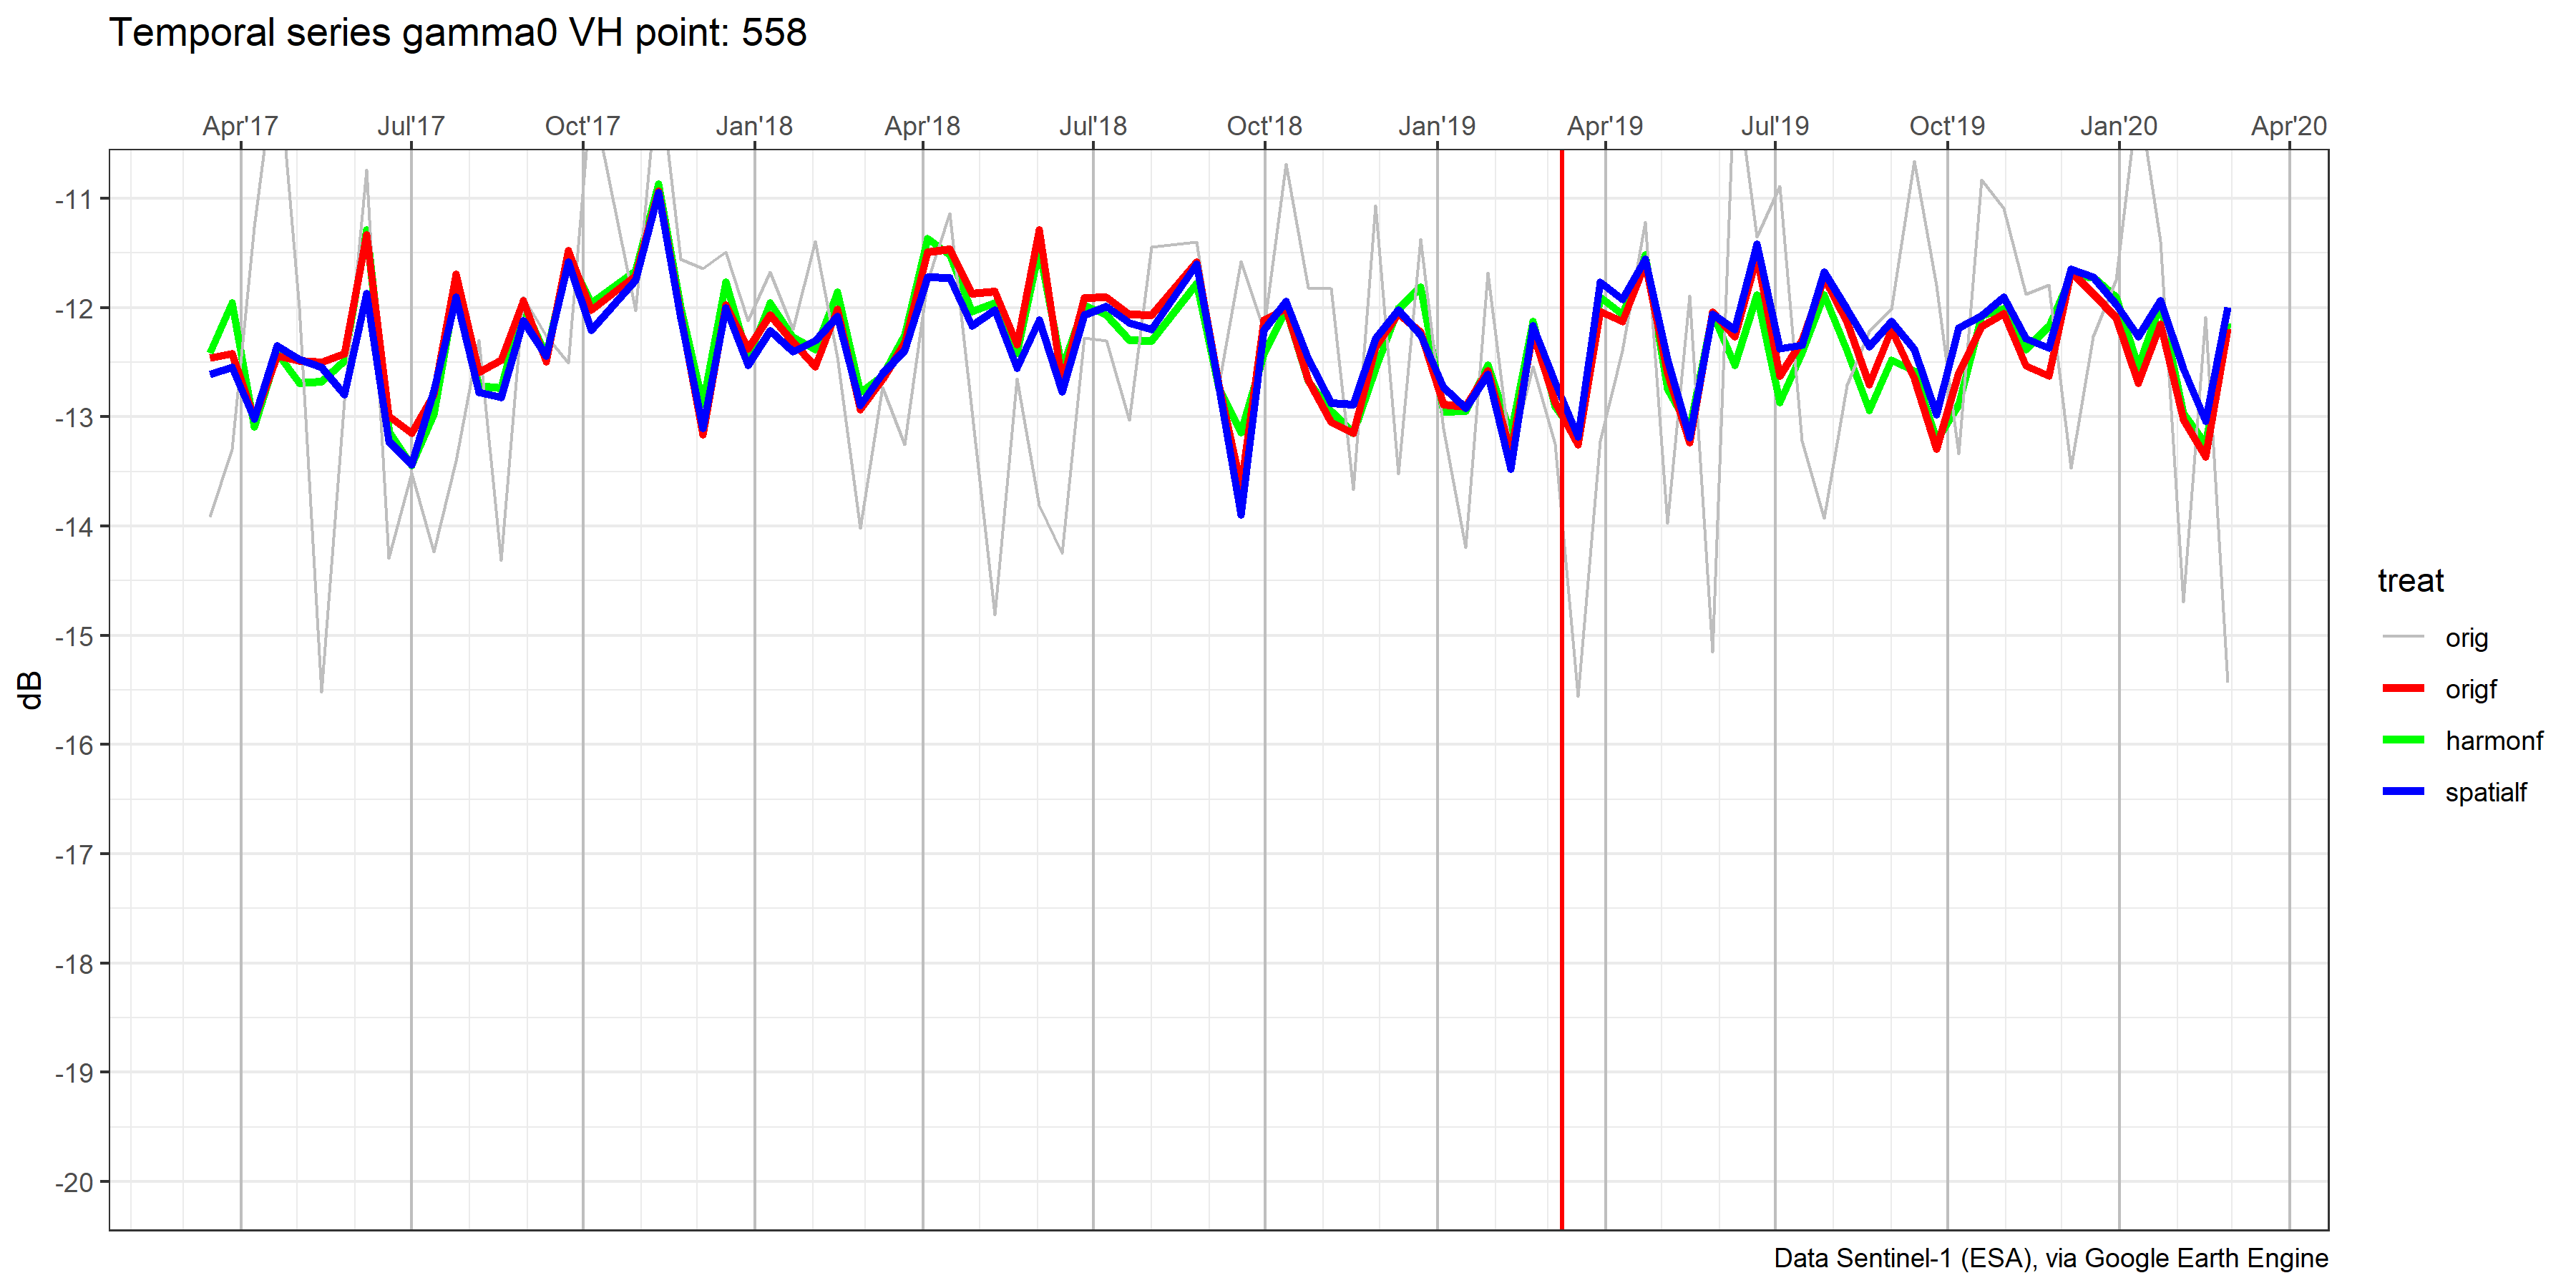 Temporal series gamma0 VH point: 558
Apr'17 Jul'17 Oct'17 Jan'18 Apr'18 Jul'18 Oct'18 Jan'19 Apr'19 Jul'19 Oct'19 Jan'20 Apr'20
-11
-12
-13
-14
-15
-16
-17
-18
-19
-20
dB
treat
orig
origf
harmonf
spatialf
Data Sentinel-1 (ESA), via Google Earth Engine